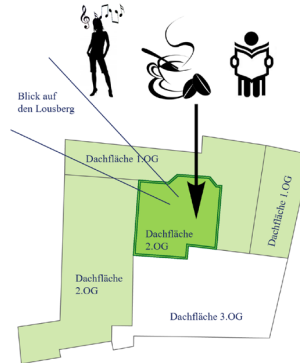 Blick auf
den Lousberg
Dachfläche 1.OG
Dachfläche 1.OG
Dachfläche
2.OG
Dachfläche
2.OG
Dachfläche 3.OG